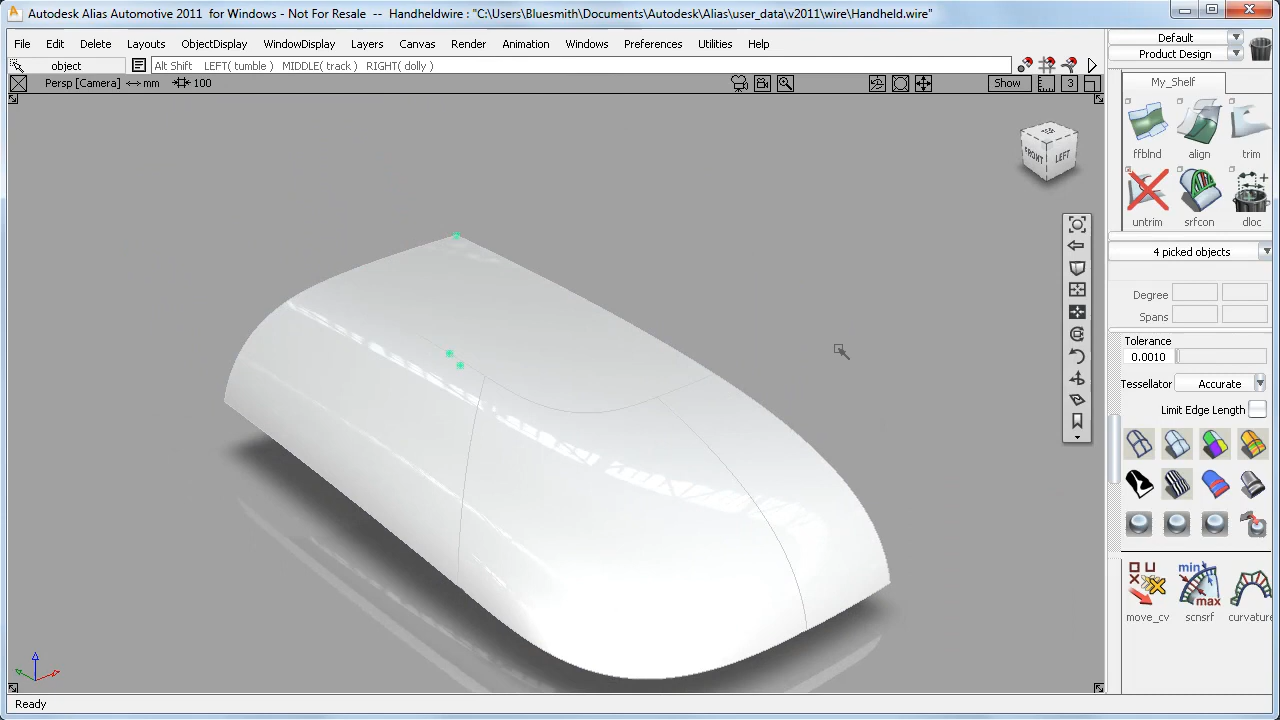 Autodesk Alias Automotive 2011 for Windows - Not For Resale -- Handheldwire : "C:\Users\Bluesmith\Documents\Autodesk\Alias\user_data\v2011\wire\Handheld.wire"
File Edit Delete Layouts ObjectDisplay WindowDisplay Layers Canvas Render Animation Windows Preferences Utilities Help
Default
Product Design
object
Alt Shift LEFT( tumble ) MIDDLE( track ) RIGHT( dolly )
Persp [Camera] mm 100
Show
3
My_Shelf
FRONT
LEFT
ffblnd align trim
untrim srfcon dloc
4 picked objects
Degree
Spans
Tolerance
0.0010
Tessellator Accurate
Limit Edge Length
min
max
move_cv scnsrf curvature
Ready